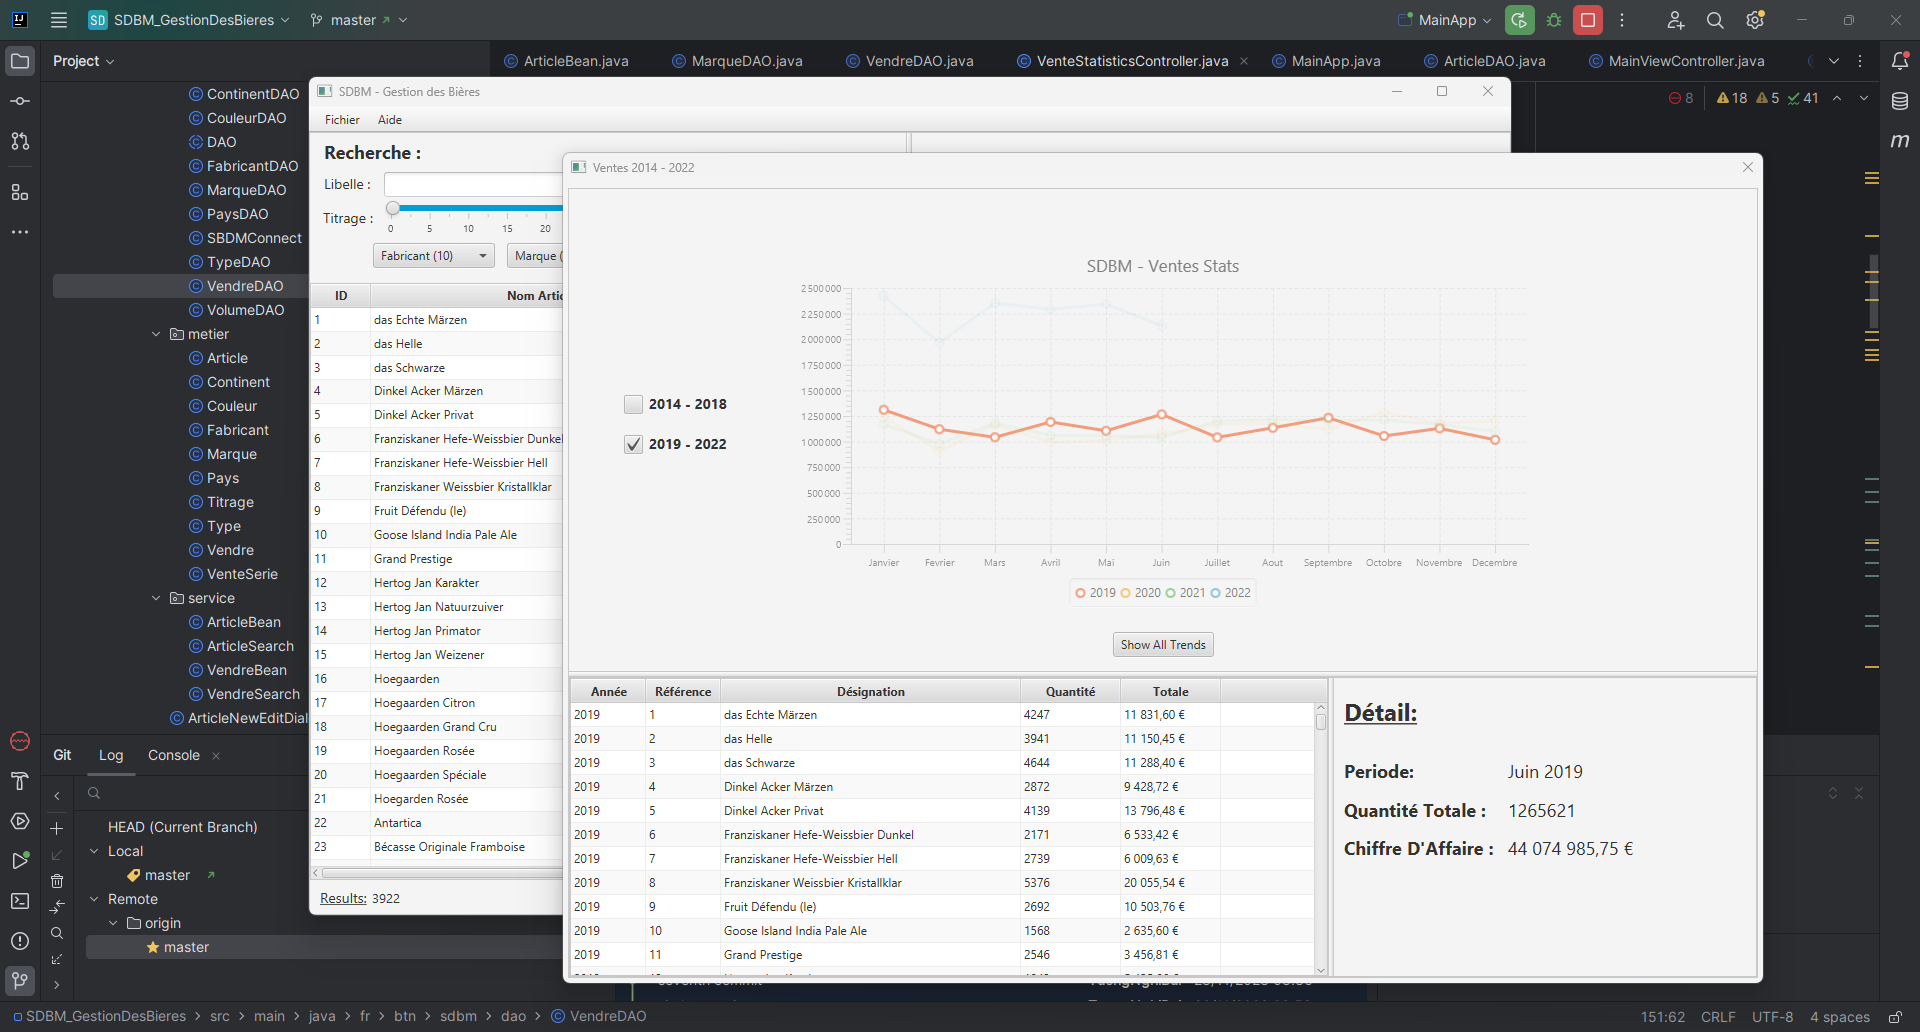 SD SDBM_GestionDesBieres master MainApp
Project
ArticleBean.java MarqueDAO.java VendreDAO.java VenteStatisticsController.java MainApp.java ArticleDAO.java MainViewController.java
8 18 5 41
ContinentDAO
CouleurDAO
DAO
FabricantDAO
MarqueDAO
PaysDAO
SBDMConnect
TypeDAO
VendreDAO
VolumeDAO
metier
Article
Continent
Couleur
Fabricant
Marque
Pays
Titrage
Type
Vendre
VenteSerie
service
ArticleBean
ArticleSearch
VendreBean
VendreSearch
ArticleNewEditDial
SDBM - Gestion des Bières
Fichier Aide
Recherche :
Libelle :
Titrage :
0 5 10 15 20
Fabricant (10) Marque (
ID Nom Artic
1 das Echte Märzen
2 das Helle
3 das Schwarze
4 Dinkel Acker Märzen
5 Dinkel Acker Privat
6 Franziskaner Hefe-Weissbier Dunkel
7 Franziskaner Hefe-Weissbier Hell
8 Franziskaner Weissbier Kristallklar
9 Fruit Défendu (le)
10 Goose Island India Pale Ale
11 Grand Prestige
12 Hertog Jan Karakter
13 Hertog Jan Natuurzuiver
14 Hertog Jan Primator
15 Hertog Jan Weizener
16 Hoegaarden
17 Hoegaarden Citron
18 Hoegaarden Grand Cru
19 Hoegaarden Rosée
20 Hoegaarden Spéciale
21 Hoegarden Rosée
22 Antartica
23 Bécasse Originale Framboise
Results: 3922
Ventes 2014 - 2022
2014 - 2018
2019 - 2022
SDBM - Ventes Stats
2 500 000
2 250 000
2 000 000
1 750 000
1 500 000
1 250 000
1 000 000
750 000
500 000
250 000
0
Janvier Fevrier Mars Avril Mai Juin Juillet Aout Septembre Octobre Novembre Decembre
2019 2020 2021 2022
Show All Trends
Année Référence Désignation Quantité Totale
2019 1 das Echte Märzen 4247 11 831,60 €
2019 2 das Helle 3941 11 150,45 €
2019 3 das Schwarze 4644 11 288,40 €
2019 4 Dinkel Acker Märzen 2872 9 428,72 €
2019 5 Dinkel Acker Privat 4139 13 796,48 €
2019 6 Franziskaner Hefe-Weissbier Dunkel 2171 6 533,42 €
2019 7 Franziskaner Hefe-Weissbier Hell 2739 6 009,63 €
2019 8 Franziskaner Weissbier Kristallklar 5376 20 055,54 €
2019 9 Fruit Défendu (le) 2692 10 503,76 €
2019 10 Goose Island India Pale Ale 1568 2 635,60 €
2019 11 Grand Prestige 2546 3 456,81 €
Détail:
Periode: Juin 2019
Quantité Totale : 1265621
Chiffre D'Affaire : 44 074 985,75 €
Git Log Console
HEAD (Current Branch)
Local
master
Remote
origin
master
SDBM_GestionDesBieres > src > main > java > fr > btn > sdbm > dao > VendreDAO
151:62 CRLF UTF-8 4 spaces